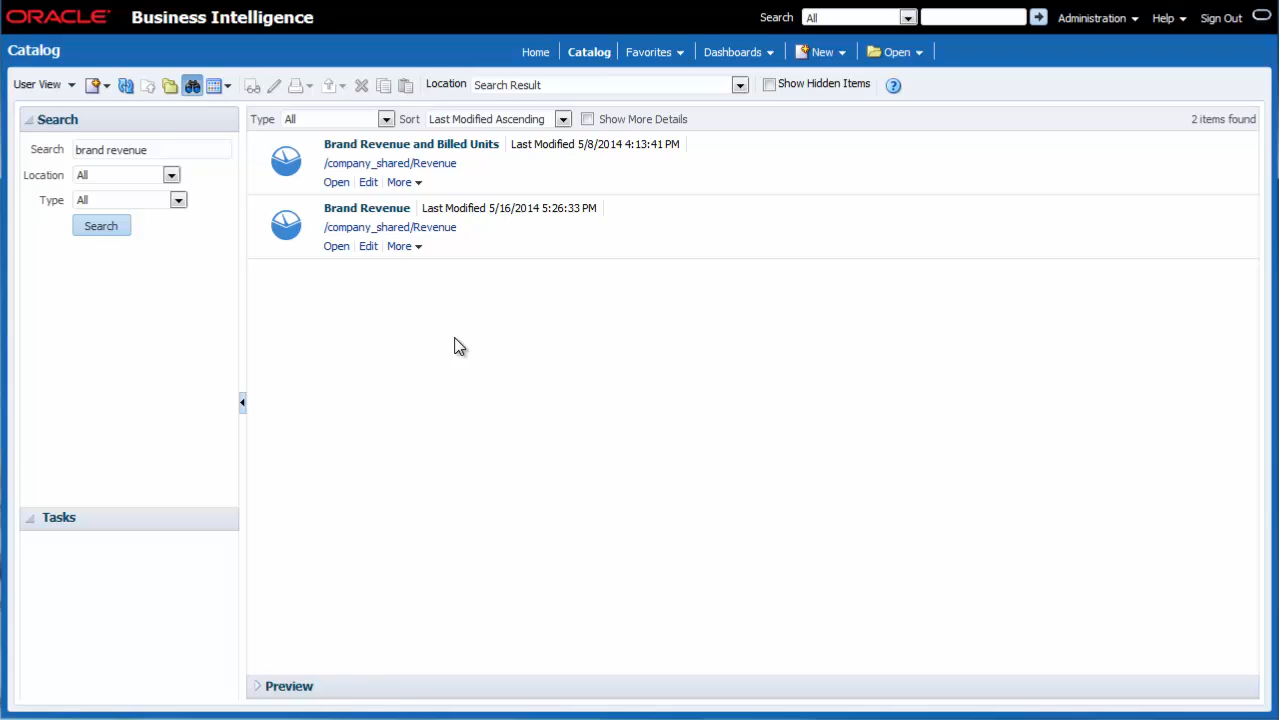 ORACLE Business Intelligence Search All Administration Help Sign Out
Catalog Home Catalog Favorites Dashboards New Open
User View Location Search Result Show Hidden Items ?
Search
Search brand revenue
Location All
Type All
Search
Tasks
Type All Sort Last Modified Ascending Show More Details 2 items found
Brand Revenue and Billed Units Last Modified 5/8/2014 4:13:41 PM
/company_shared/Revenue
Open Edit More
Brand Revenue Last Modified 5/16/2014 5:26:33 PM
/company_shared/Revenue
Open Edit More
Preview